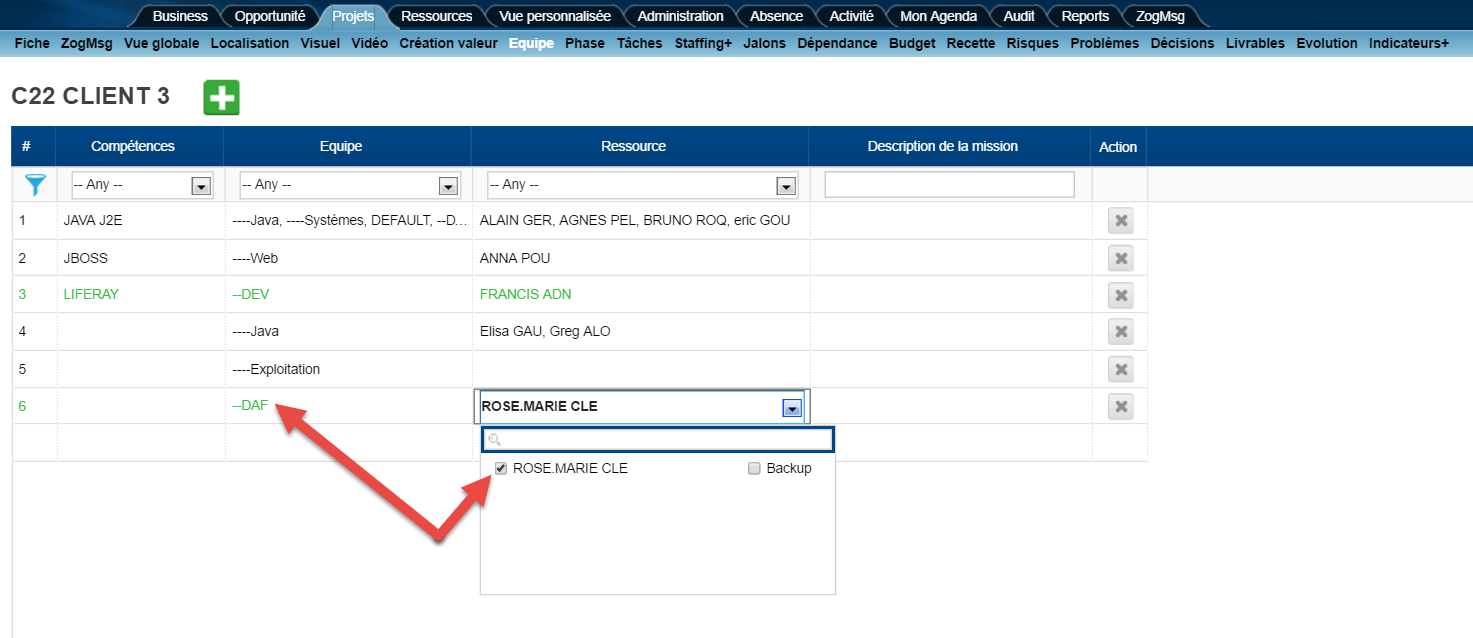 Business Opportunité Projets Ressources Vue personnalisée Administration Absence Activité Mon Agenda Audit Reports ZogMsg
Fiche ZogMsg Vue globale Localisation Visuel Vidéo Création valeur Equipe Phase Tâches Staffing+ Jalons Dépendance Budget Recette Risques Problèmes Décisions Livrables Evolution Indicateurs+
C22 CLIENT 3
# Compétences Equipe Ressource Description de la mission Action
-- Any -- -- Any -- -- Any --
1 JAVA J2E ----Java, ----Systèmes, DEFAULT, --D... ALAIN GER, AGNES PEL, BRUNO ROQ, eric GOU
2 JBOSS ----Web ANNA POU
3 LIFERAY --DEV FRANCIS ADN
4 ----Java Elisa GAU, Greg ALO
5 ----Exploitation
6 --DAF ROSE.MARIE CLE
ROSE.MARIE CLE Backup